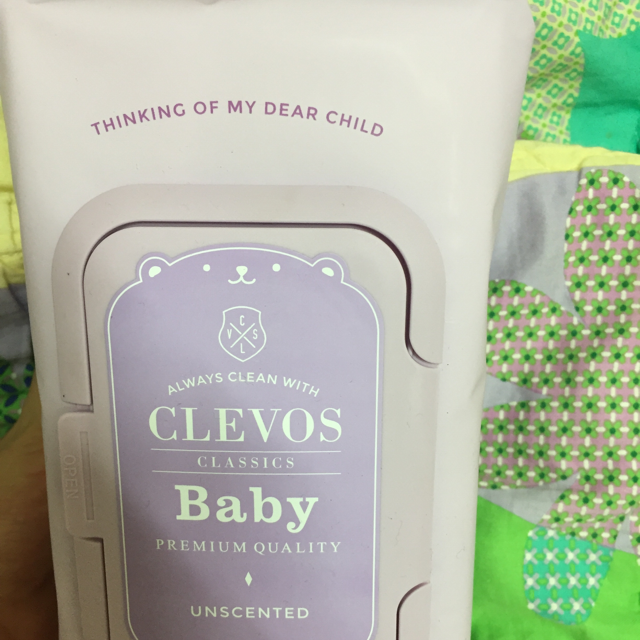 THINKING OF MY DEAR CHILD
C
V S
L
ALWAYS CLEAN WITH
CLEVOS
CLASSICS
Baby
PREMIUM QUALITY
UNSCENTED
OPEN